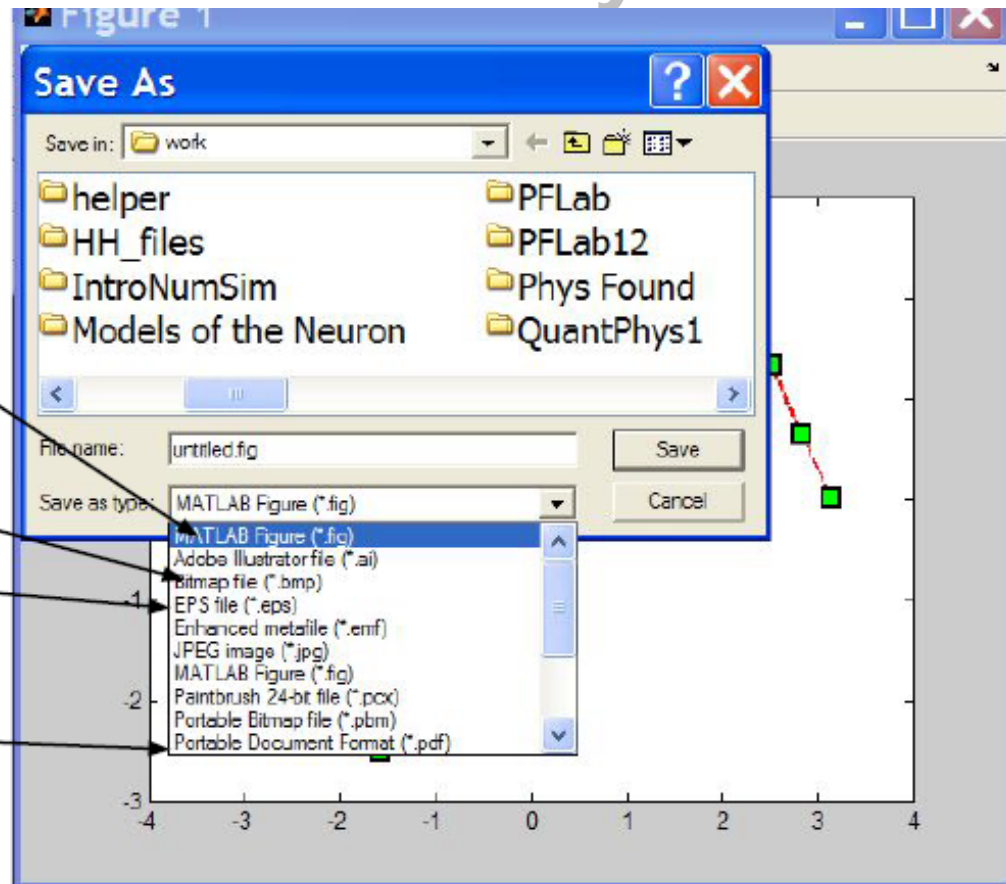 Figure 1
Save As
Save in: work
helper
HH_files
IntroNumSim
Models of the Neuron
PFLab
PFLab12
Phys Found
QuantPhys1
File name: untitled.fig
Save
Save as type: MATLAB Figure (*.fig)
Cancel
MATLAB Figure (*.fig)
Adobe Illustrator file (*.ai)
Bitmap file (*.bmp)
EPS file (*.eps)
Enhanced metafile (*.emf)
JPEG image (*.jpg)
MATLAB Figure (*.fig)
Paintbrush 24-bit file (*.pcx)
Portable Bitmap file (*.pbm)
Portable Document Format (*.pdf)
-1
-2
-3
-4 -3 -2 -1 0 1 2 3 4